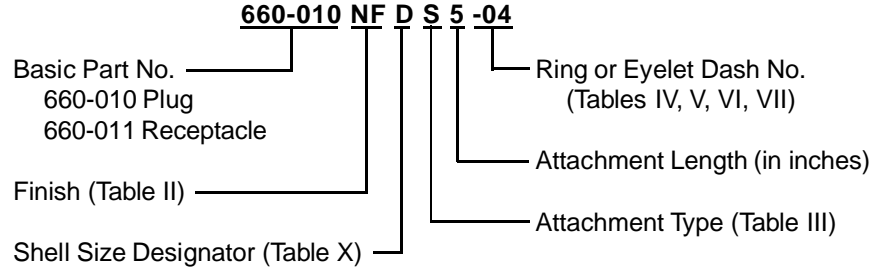 660-010 NF D S 5 -04
Basic Part No.
660-010 Plug
660-011 Receptacle
Finish (Table II)
Shell Size Designator (Table X)
Ring or Eyelet Dash No.
(Tables IV, V, VI, VII)
Attachment Length (in inches)
Attachment Type (Table III)